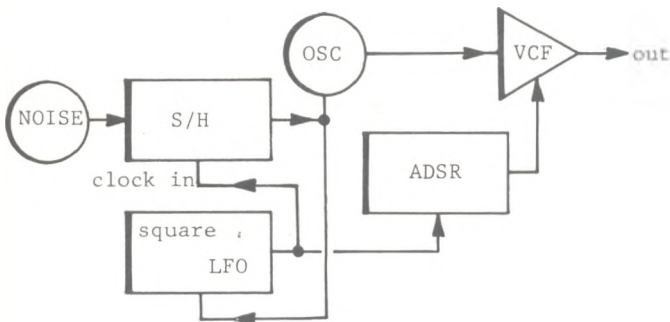 OSC
VCF
out
NOISE
S/H
clock in
ADSR
square
LFO